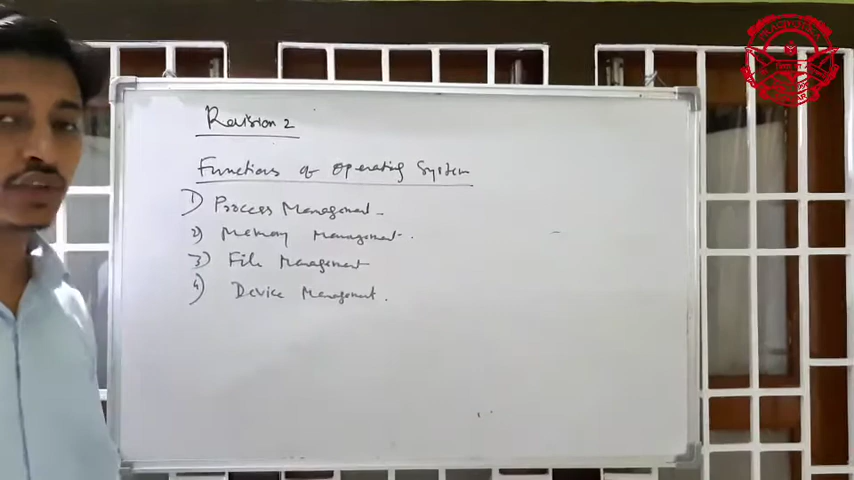 Revision 2
Functions of Operating System
1) Process Management
2) Memory Management.
3) File Management
4) Device Management.